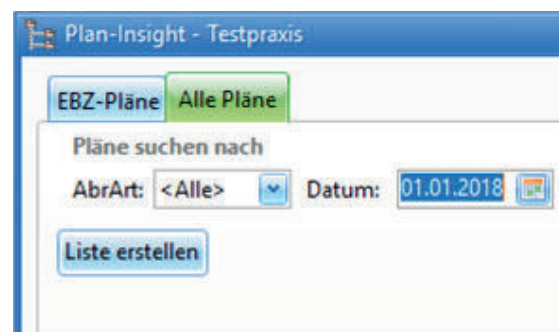 Plan-Insight - Testpraxis
EBZ-Pläne Alle Pläne
Pläne suchen nach
AbrArt: <Alle> Datum: 01.01.2018
Liste erstellen